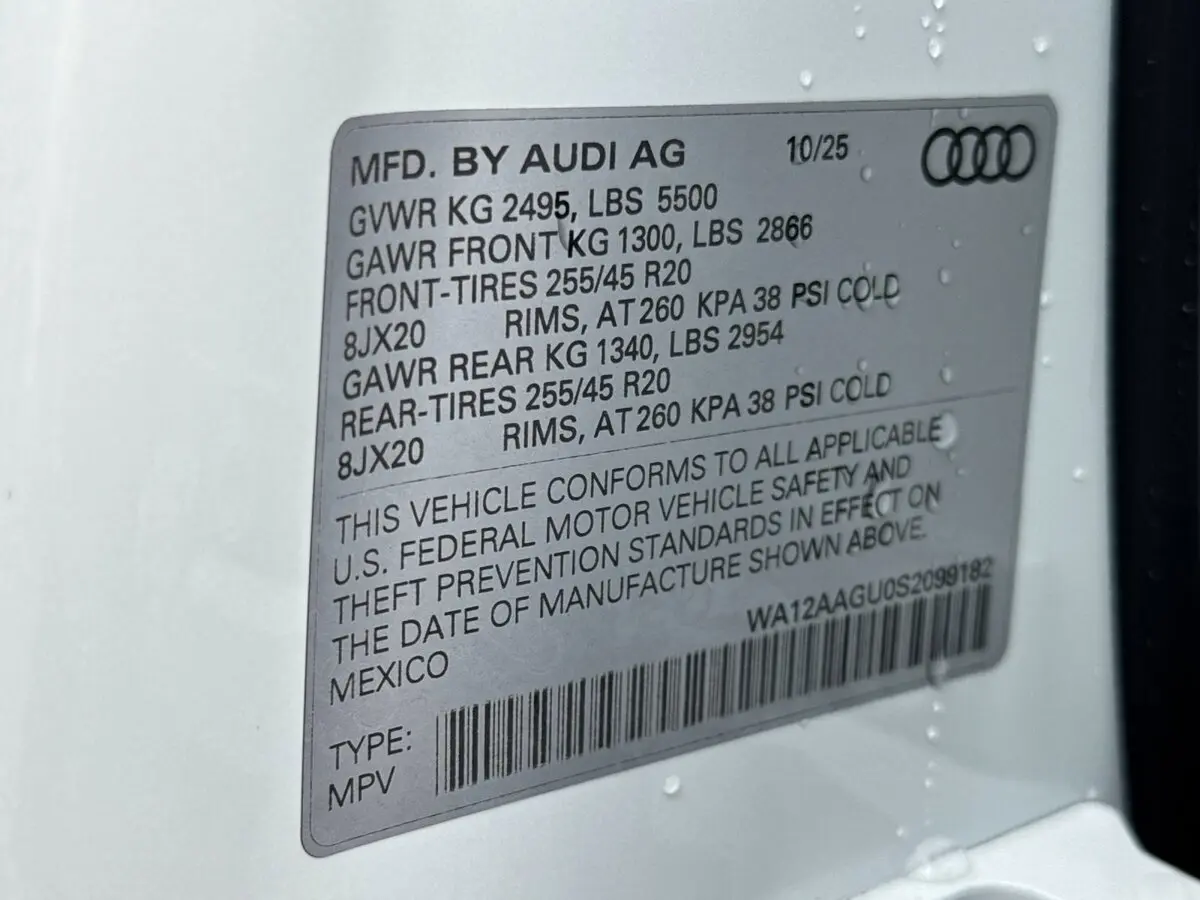 MFD. BY AUDI AG 10/25
GVWR KG 2495, LBS 5500
GAWR FRONT KG 1300, LBS 2866
FRONT-TIRES 255/45 R20
8JX20 RIMS, AT 260 KPA 38 PSI COLD
GAWR REAR KG 1340, LBS 2954
REAR-TIRES 255/45 R20
8JX20 RIMS, AT 260 KPA 38 PSI COLD
THIS VEHICLE CONFORMS TO ALL APPLICABLE
U.S. FEDERAL MOTOR VEHICLE SAFETY AND
THEFT PREVENTION STANDARDS IN EFFECT ON
THE DATE OF MANUFACTURE SHOWN ABOVE.
MEXICO
WA12AAGU0S2099182
TYPE:
MPV